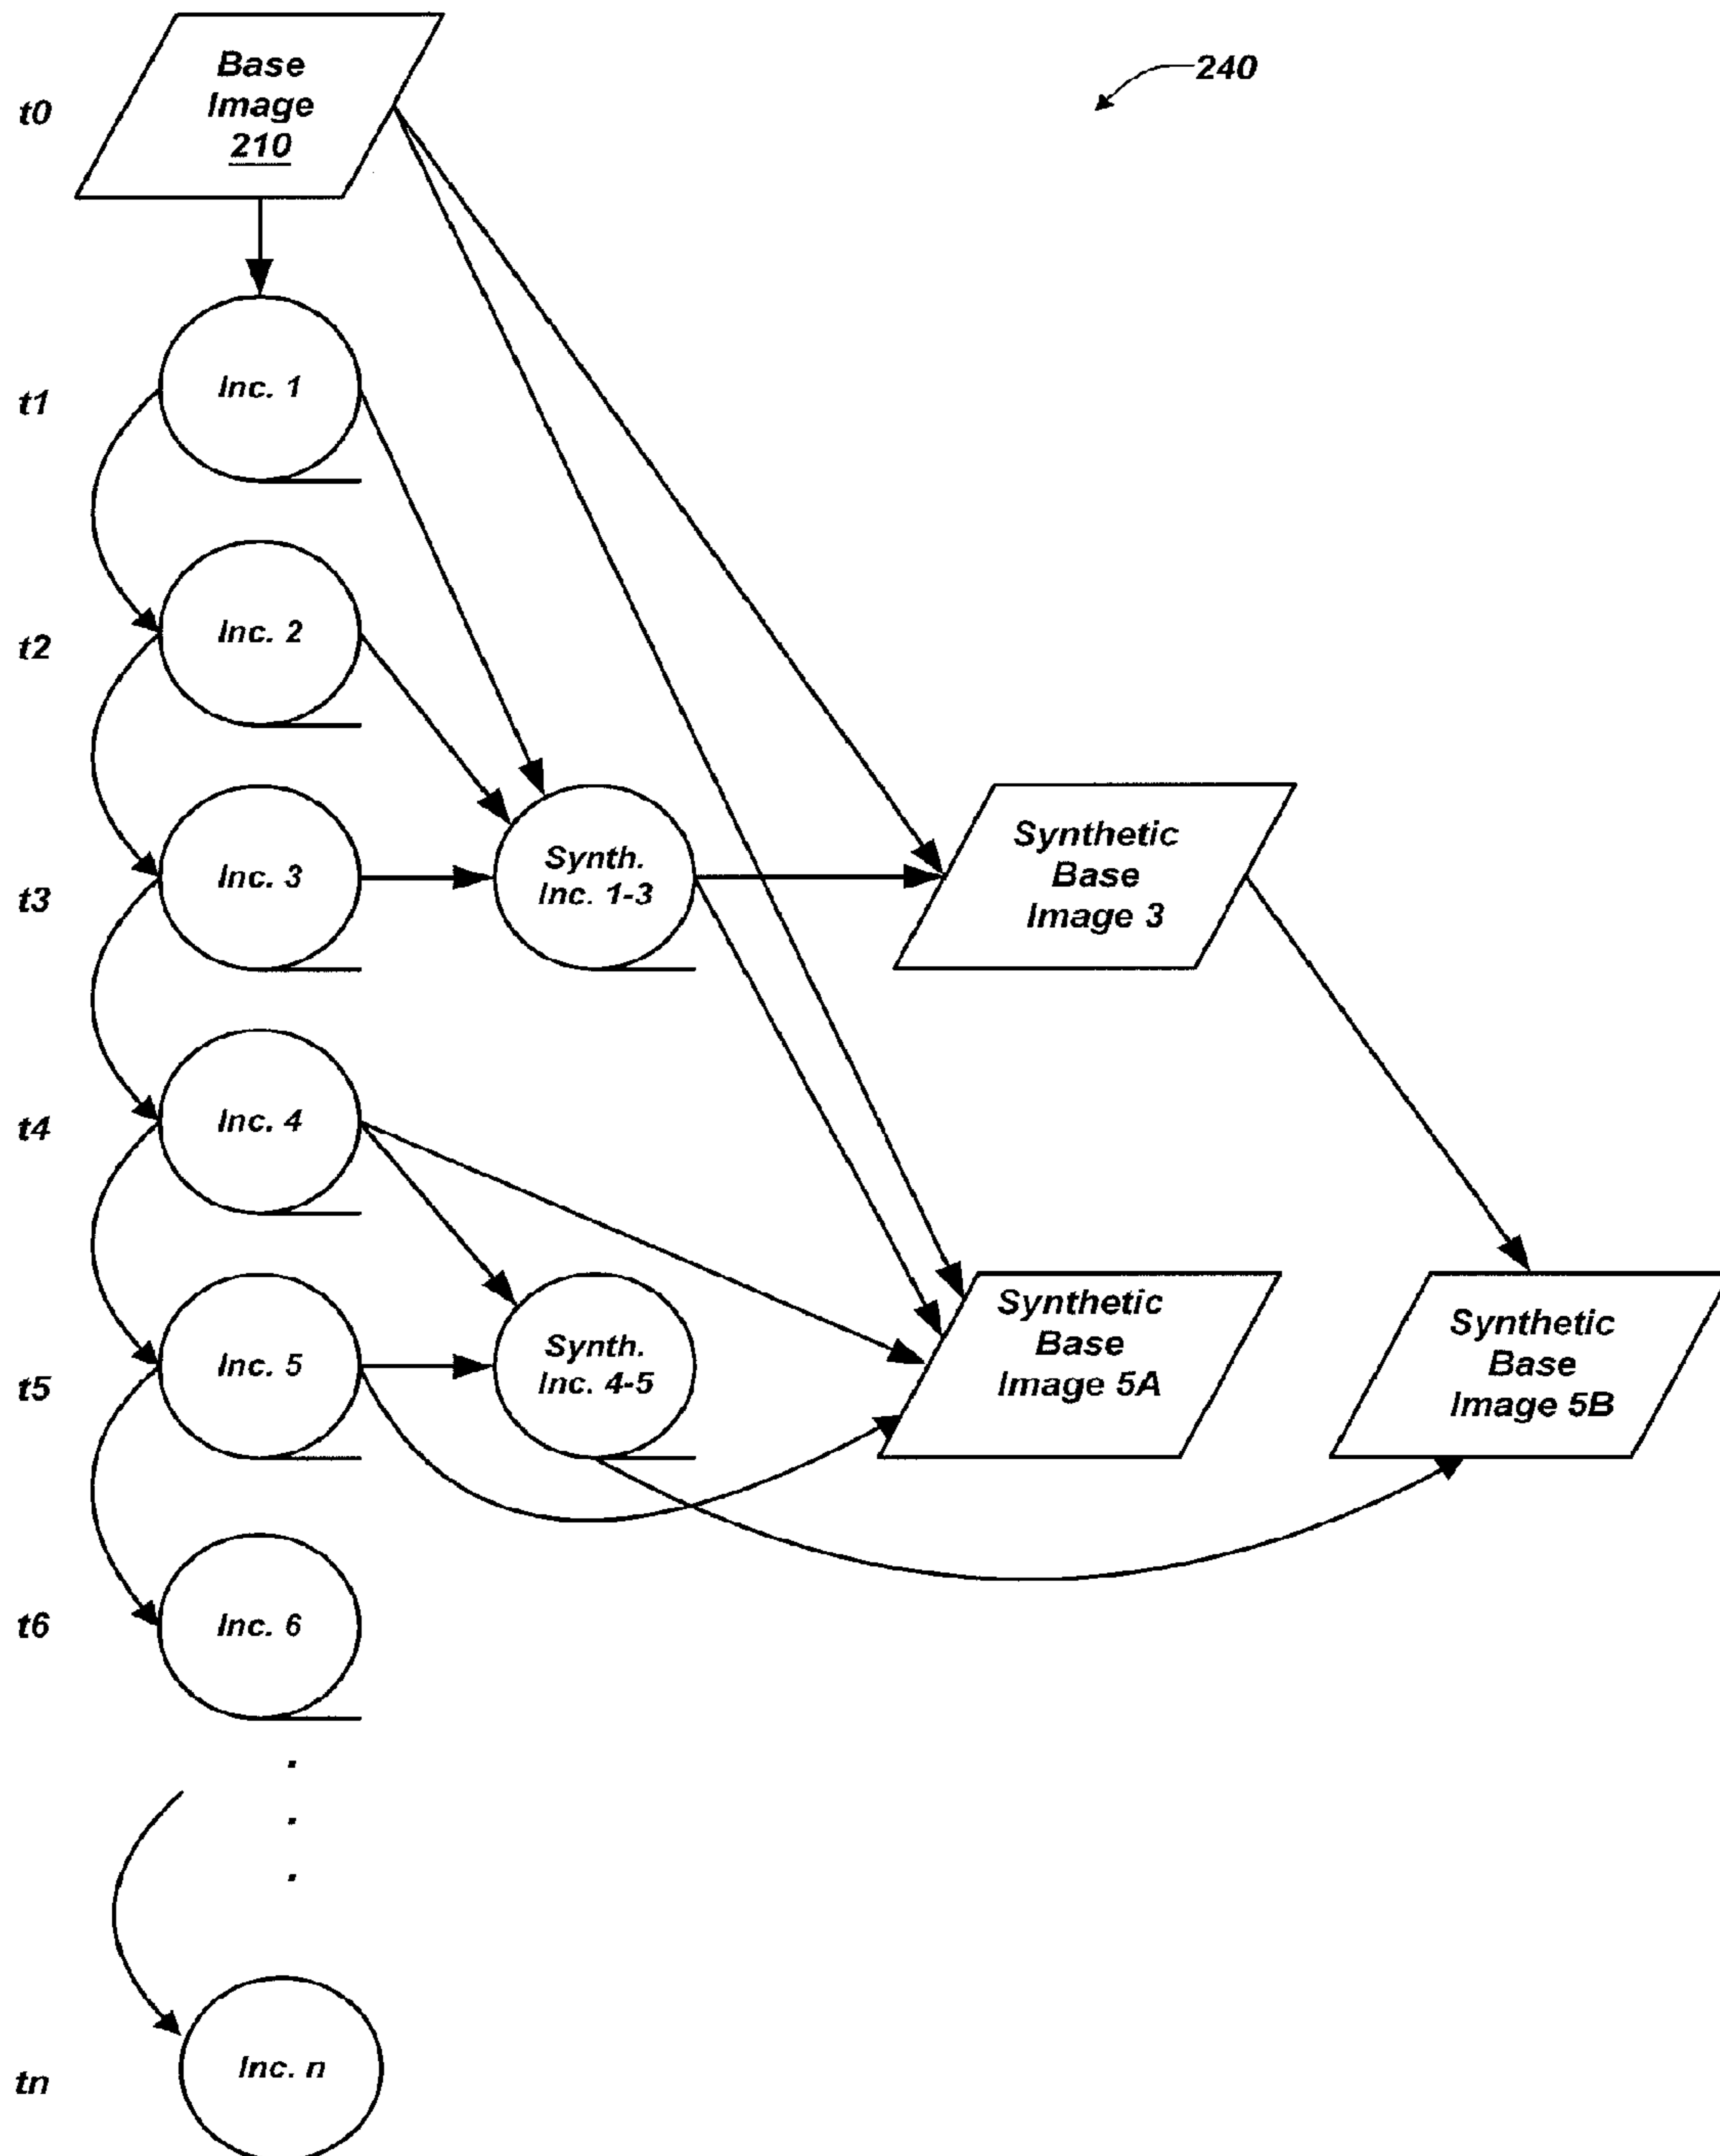 Base
Image
210
240
t0
Inc. 1
t1
Inc. 2
t2
Inc. 3
Synth.
Inc. 1-3
Synthetic
Base
Image 3
t3
Inc. 4
t4
Inc. 5
Synth.
Inc. 4-5
Synthetic
Base
Image 5A
Synthetic
Base
Image 5B
t5
Inc. 6
t6
.
.
.
Inc. n
tn